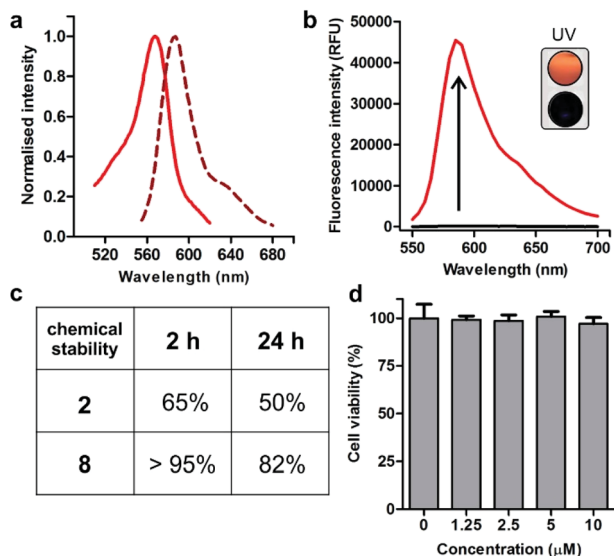 a
Normalised intensity
1.0
0.8
0.6
0.4
0.2
0.0
520 560 600 640 680
Wavelength (nm)
b
UV
Fluorescence intensity (RFU)
50000
40000
30000
20000
10000
0
550 600 650 700
Wavelength (nm)
c
chemical stability
2 h
24 h
2
65%
50%
8
> 95%
82%
d
Cell viability (%)
100
75
50
25
0
0 1.25 2.5 5 10
Concentration (μM)